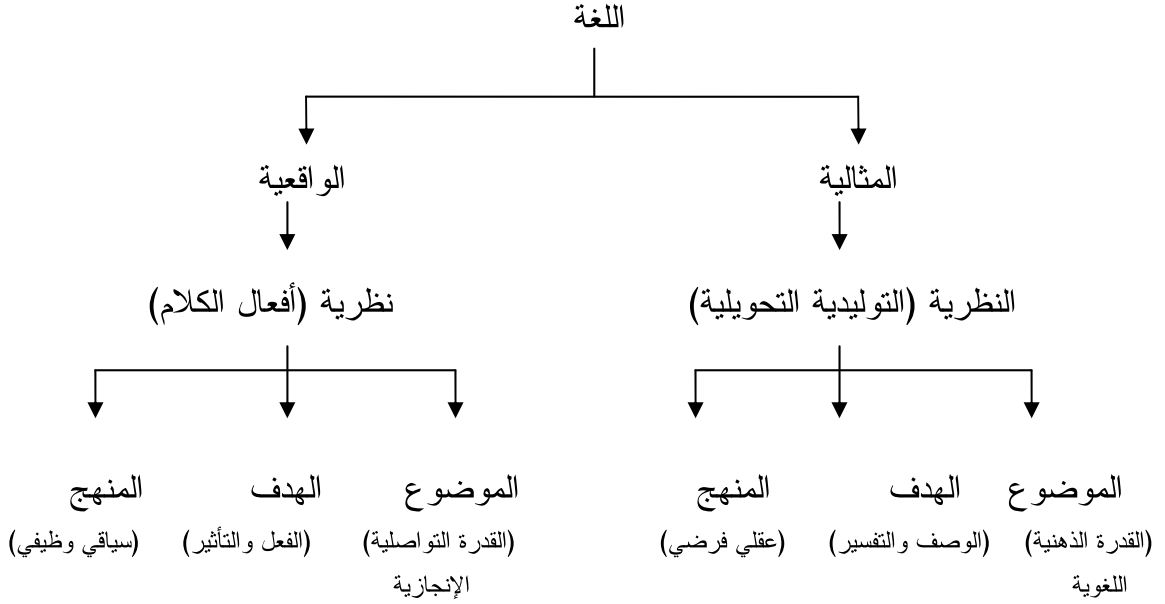 اللغة
المثالية
الواقعية
النظرية (التوليدية التحويلية)
نظرية (أفعال الكلام)
الموضوع
الهدف
المنهج
الموضوع
الهدف
المنهج
(القدرة الذهنية)
(الوصف والتفسير)
(عقلي فرضي)
(القدرة التواصلية)
(الفعل والتأثير)
(سياقي وظيفي)
اللغوية
الإنجازية